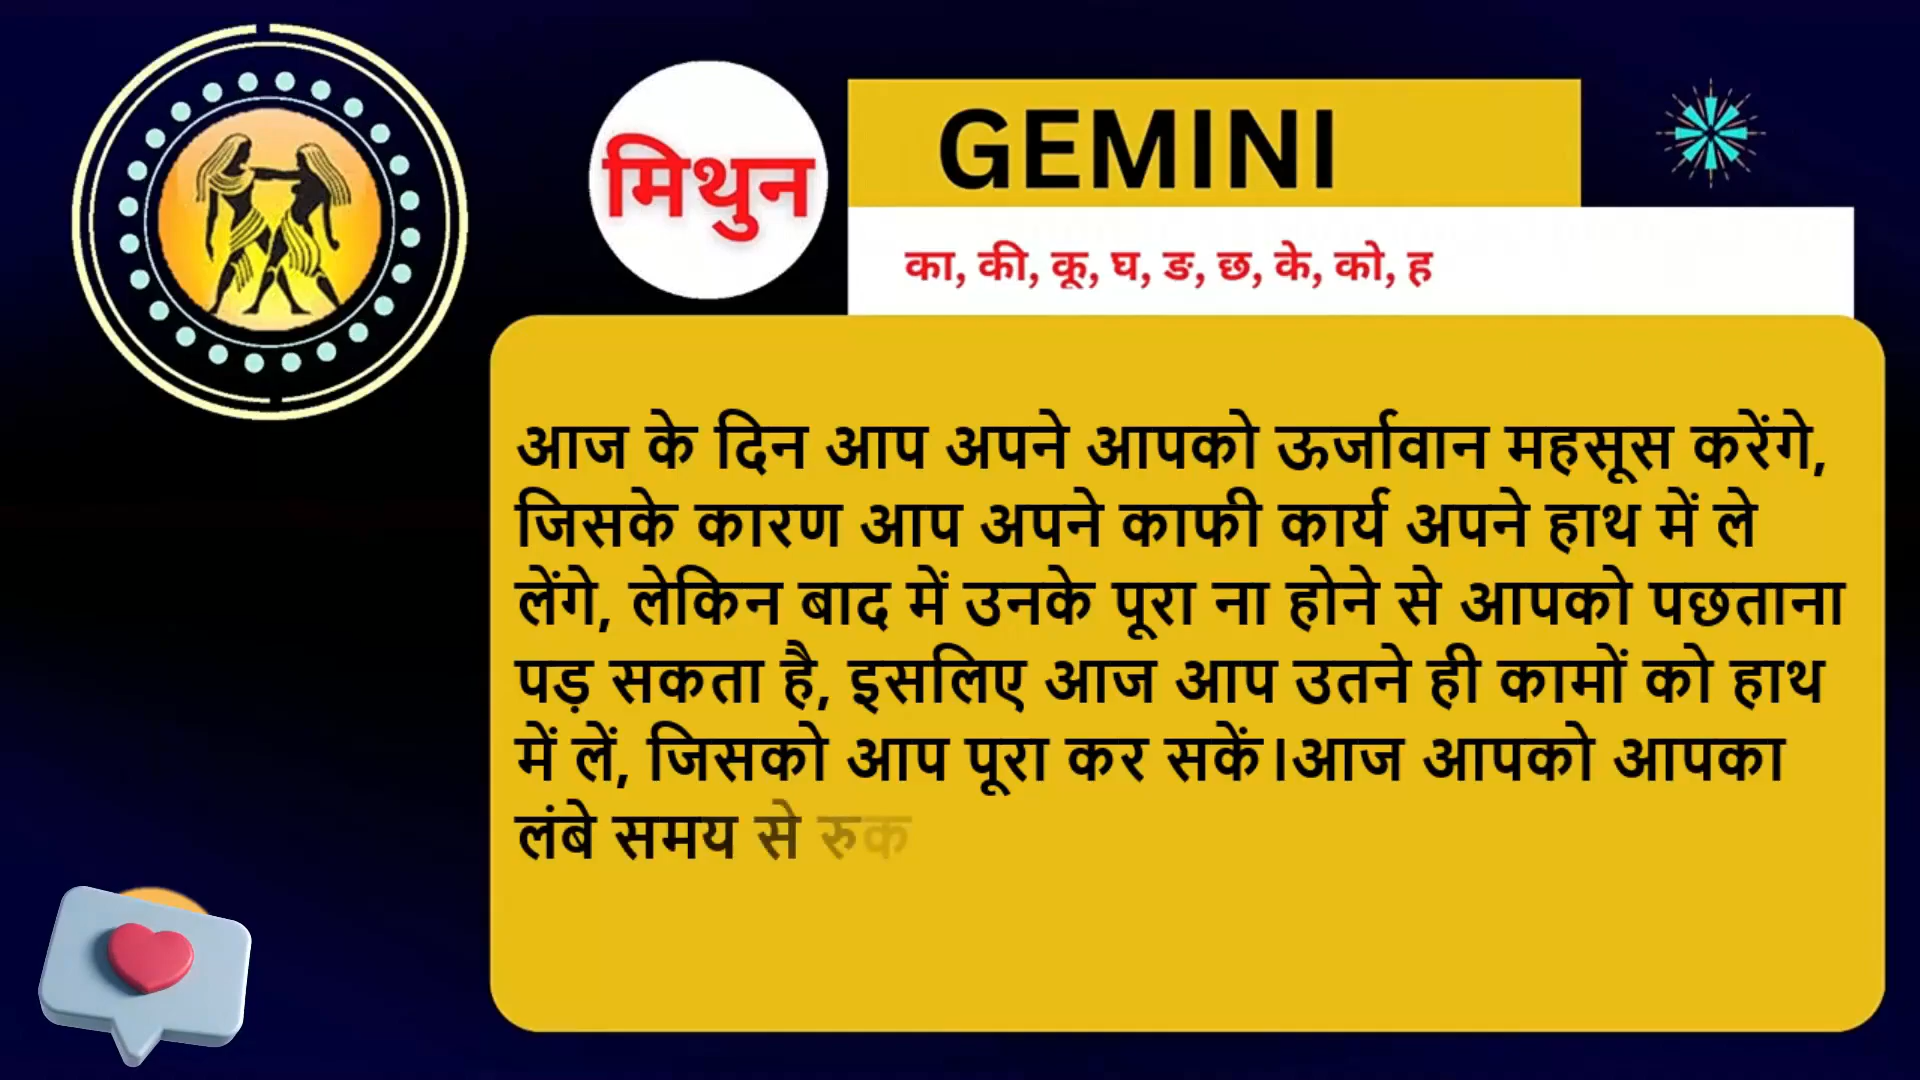 मिथुन
GEMINI
का, की, कू, घ, ङ, छ, के, को, ह
आज के दिन आप अपने आपको ऊर्जावान महसूस करेंगे,
जिसके कारण आप अपने काफी कार्य अपने हाथ में ले
लेंगे, लेकिन बाद में उनके पूरा ना होने से आपको पछताना
पड़ सकता है, इसलिए आज आप उतने ही कामों को हाथ
में लें, जिसको आप पूरा कर सकें।आज आपको आपका
लंबे समय से रुक